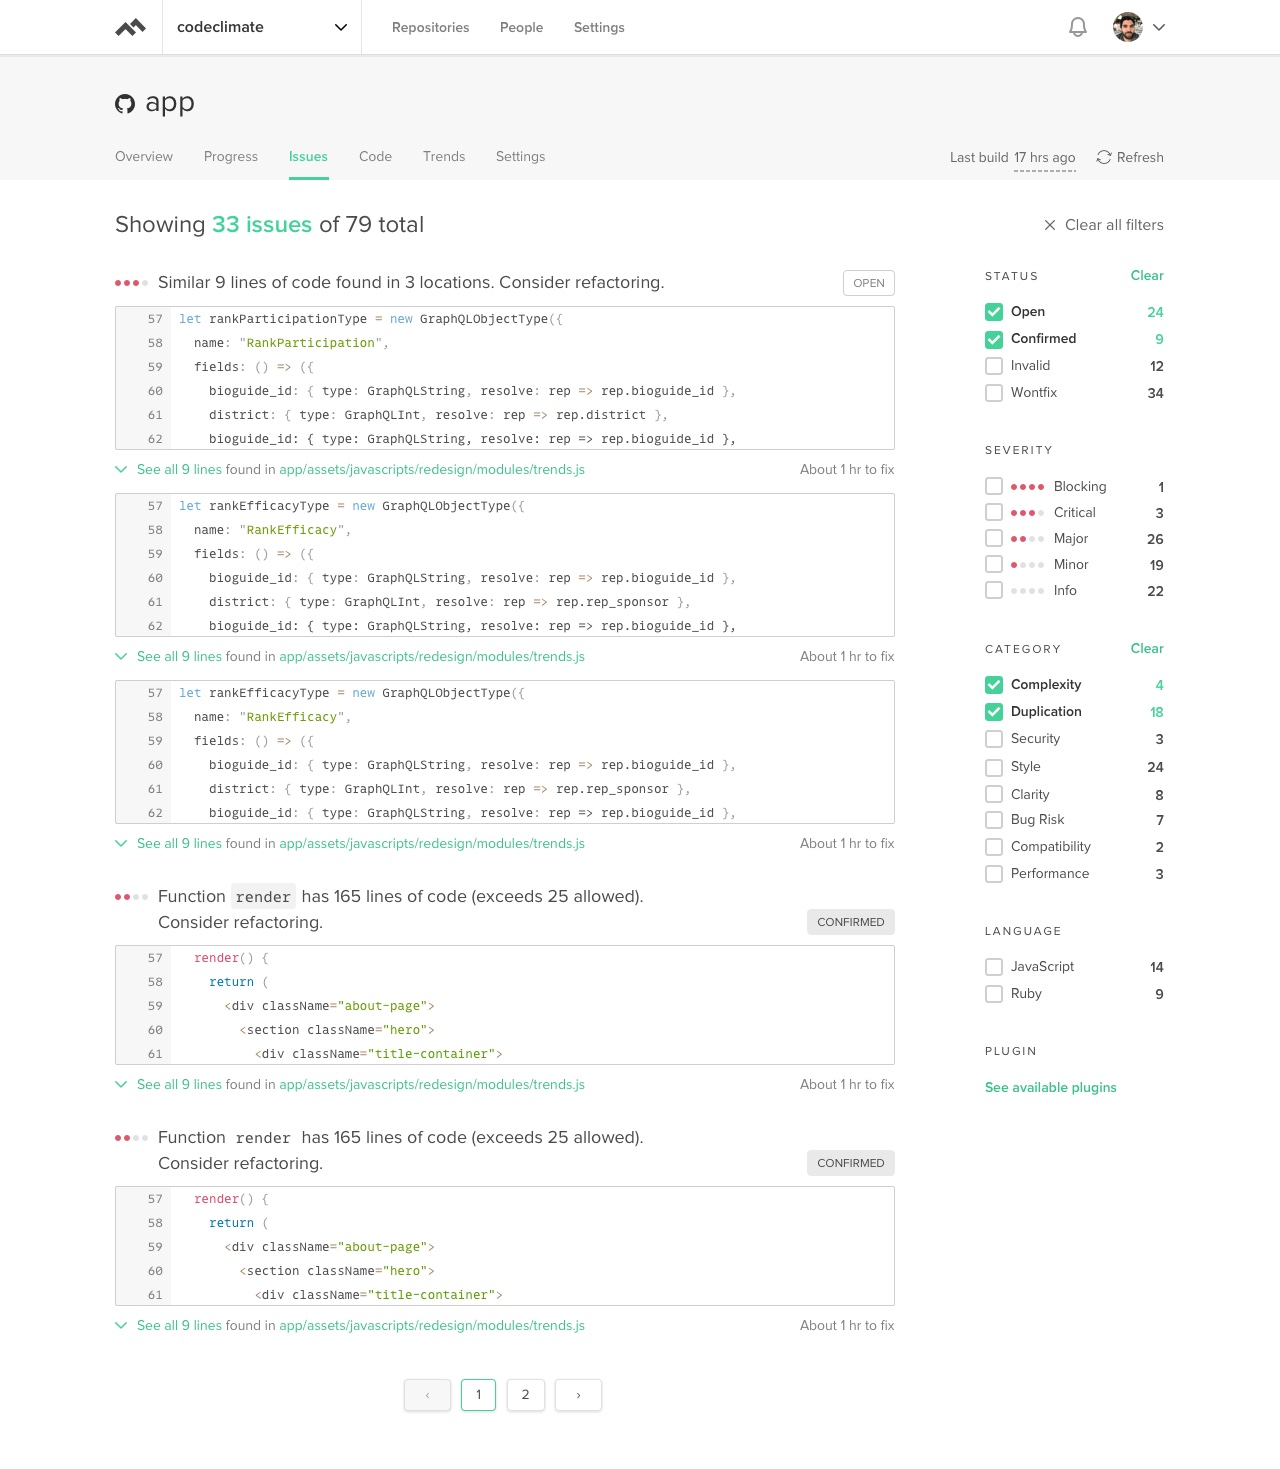 codeclimate
Repositories People Settings
app
Overview Progress Issues Code Trends Settings
Last build 17 hrs ago Refresh
Showing 33 issues of 79 total
Clear all filters
Similar 9 lines of code found in 3 locations. Consider refactoring.
OPEN
57 let rankParticipationType = new GraphQLObjectType({
58 name: "RankParticipation",
59 fields: () => ({
60 bioguide_id: { type: GraphQLString, resolve: rep => rep.bioguide_id },
61 district: { type: GraphQLInt, resolve: rep => rep.district },
62 bioguide_id: { type: GraphQLString, resolve: rep => rep.bioguide_id },
See all 9 lines found in app/assets/javascripts/redesign/modules/trends.js
About 1 hr to fix
57 let rankEfficacyType = new GraphQLObjectType({
58 name: "RankEfficacy",
59 fields: () => ({
60 bioguide_id: { type: GraphQLString, resolve: rep => rep.bioguide_id },
61 district: { type: GraphQLInt, resolve: rep => rep.rep_sponsor },
62 bioguide_id: { type: GraphQLString, resolve: rep => rep.bioguide_id },
See all 9 lines found in app/assets/javascripts/redesign/modules/trends.js
About 1 hr to fix
57 let rankEfficacyType = new GraphQLObjectType({
58 name: "RankEfficacy",
59 fields: () => ({
60 bioguide_id: { type: GraphQLString, resolve: rep => rep.bioguide_id },
61 district: { type: GraphQLInt, resolve: rep => rep.rep_sponsor },
62 bioguide_id: { type: GraphQLString, resolve: rep => rep.bioguide_id },
See all 9 lines found in app/assets/javascripts/redesign/modules/trends.js
About 1 hr to fix
Function render has 165 lines of code (exceeds 25 allowed).
Consider refactoring.
CONFIRMED
57 render() {
58 return (
59 <div className="about-page">
60 <section className="hero">
61 <div className="title-container">
See all 9 lines found in app/assets/javascripts/redesign/modules/trends.js
About 1 hr to fix
Function render has 165 lines of code (exceeds 25 allowed).
Consider refactoring.
CONFIRMED
57 render() {
58 return (
59 <div className="about-page">
60 <section className="hero">
61 <div className="title-container">
See all 9 lines found in app/assets/javascripts/redesign/modules/trends.js
About 1 hr to fix
‹ 1 2 ›
STATUS Clear
Open 24
Confirmed 9
Invalid 12
Wontfix 34
SEVERITY
Blocking 1
Critical 3
Major 26
Minor 19
Info 22
CATEGORY Clear
Complexity 4
Duplication 18
Security 3
Style 24
Clarity 8
Bug Risk 7
Compatibility 2
Performance 3
LANGUAGE
JavaScript 14
Ruby 9
PLUGIN
See available plugins